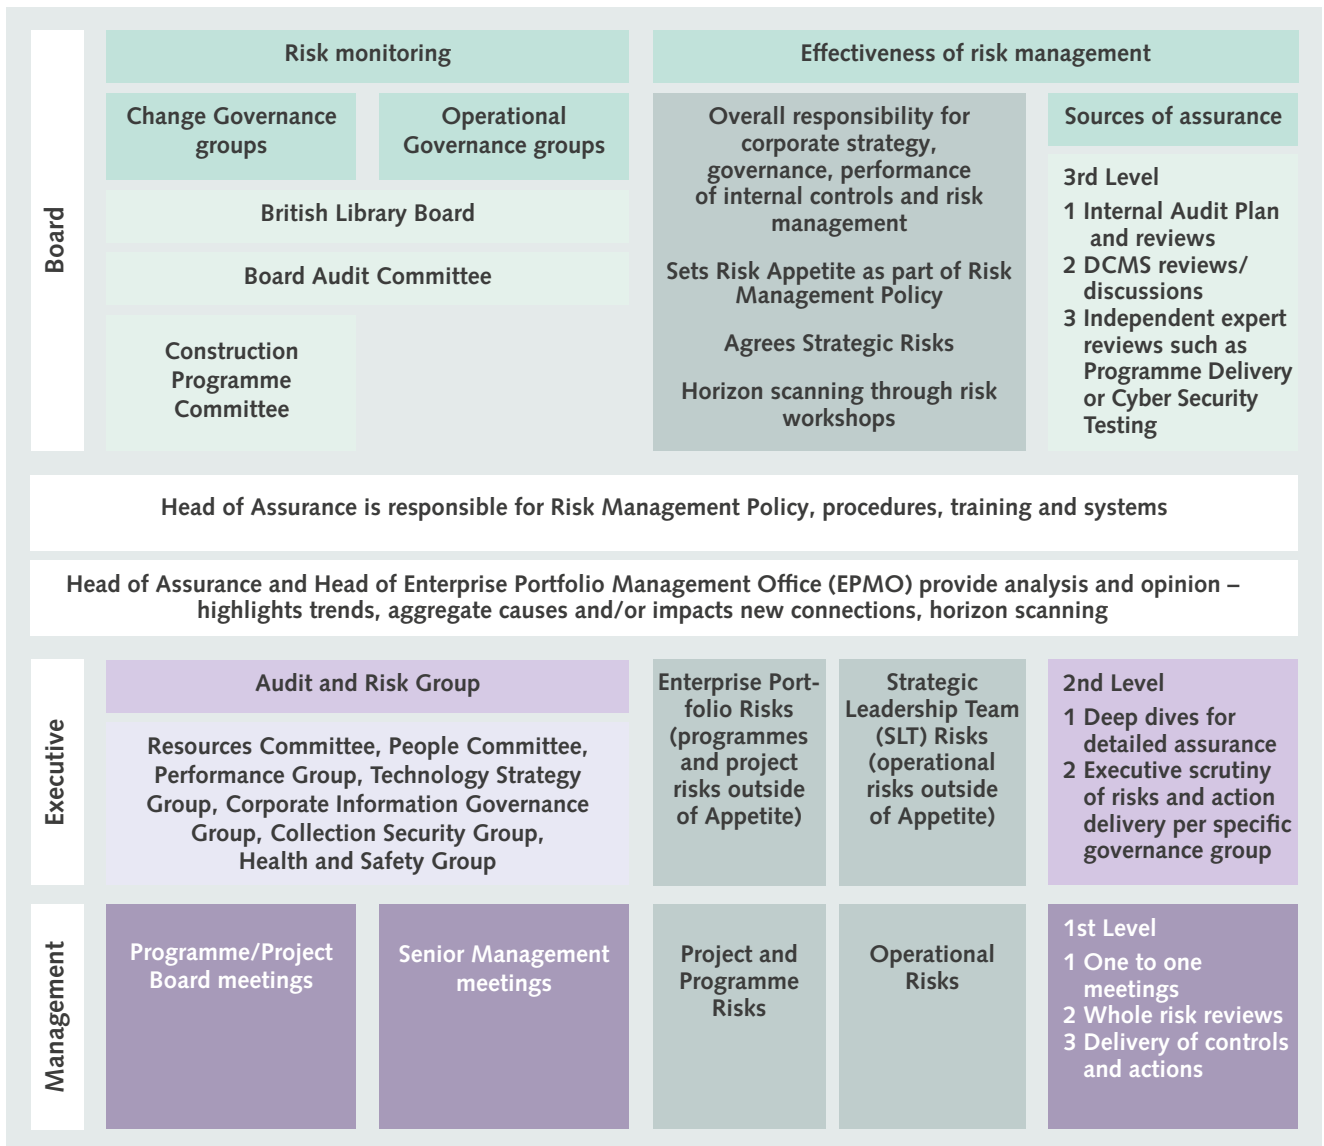 Board
Risk monitoring
Effectiveness of risk management
Change Governance
groups
Operational
Governance groups
British Library Board
Board Audit Committee
Construction
Programme
Committee
Overall responsibility for
corporate strategy,
governance, performance
of internal controls and risk
management
Sets Risk Appetite as part of Risk
Management Policy
Agrees Strategic Risks
Horizon scanning through risk
workshops
Sources of assurance
3rd Level
1 Internal Audit Plan
and reviews
2 DCMS reviews/
discussions
3 Independent expert
reviews such as
Programme Delivery
or Cyber Security
Testing
Head of Assurance is responsible for Risk Management Policy, procedures, training and systems
Head of Assurance and Head of Enterprise Portfolio Management Office (EPMO) provide analysis and opinion –
highlights trends, aggregate causes and/or impacts new connections, horizon scanning
Executive
Audit and Risk Group
Resources Committee, People Committee,
Performance Group, Technology Strategy
Group, Corporate Information Governance
Group, Collection Security Group,
Health and Safety Group
Enterprise Port-
folio Risks
(programmes
and project
risks outside
of Appetite)
Strategic
Leadership Team
(SLT) Risks
(operational
risks outside
of Appetite)
2nd Level
1 Deep dives for
detailed assurance
2 Executive scrutiny
of risks and action
delivery per specific
governance group
Management
Programme/Project
Board meetings
Senior Management
meetings
Project and
Programme
Risks
Operational
Risks
1st Level
1 One to one
meetings
2 Whole risk reviews
3 Delivery of controls
and actions